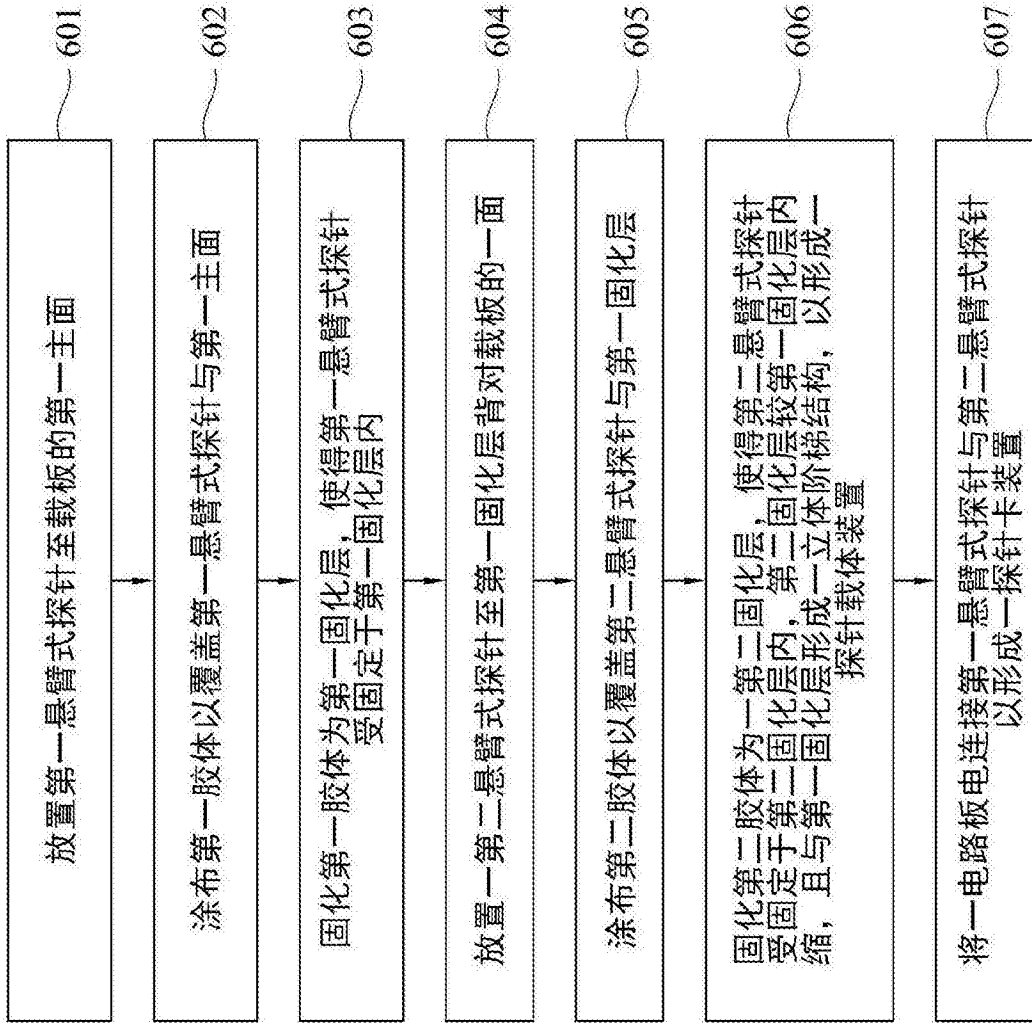 601
放置第一悬臂式探针至载板的第一主面
602
涂布第一胶体以覆盖第一悬臂式探针与第一主面
603
固化第一胶体为第一固化层，使得第一悬臂式探针
受固定于第一固化层内
604
放置一第二悬臂式探针至第一固化层背对载板的一面
605
涂布第二胶体以覆盖第二悬臂式探针与第一固化层
606
固化第二胶体为一第二固化层，使得第二悬臂式探针
受固定于第二固化层内，第二固化层较第一固化层内
缩，且与第一固化层形成一立体阶梯结构，以形成一
探针载体装置
607
将一电路板电连接第一悬臂式探针与第二悬臂式探针
以形成一探针卡装置